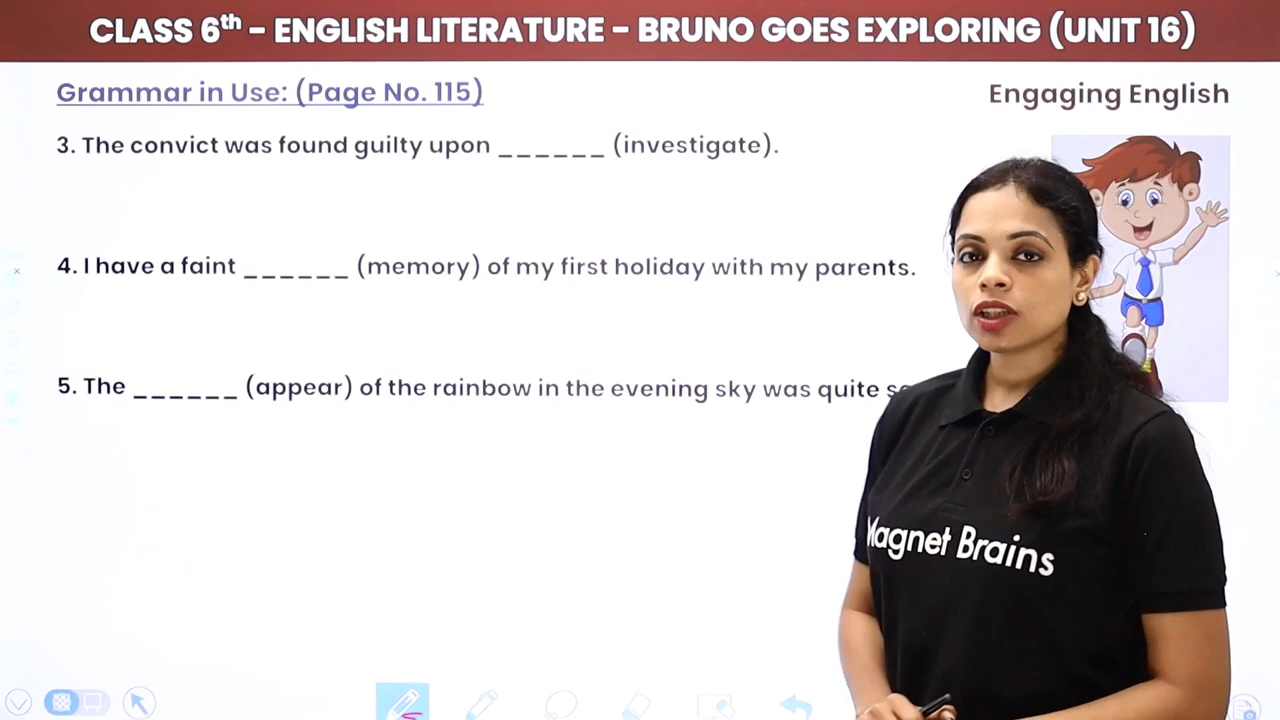 CLASS 6th – ENGLISH LITERATURE – BRUNO GOES EXPLORING (UNIT 16)
Grammar in Use: (Page No. 115)
Engaging English
3. The convict was found guilty upon ______ (investigate).
4. I have a faint ______ (memory) of my first holiday with my parents.
5. The ______ (appear) of the rainbow in the evening sky was quite
Magnet Brains